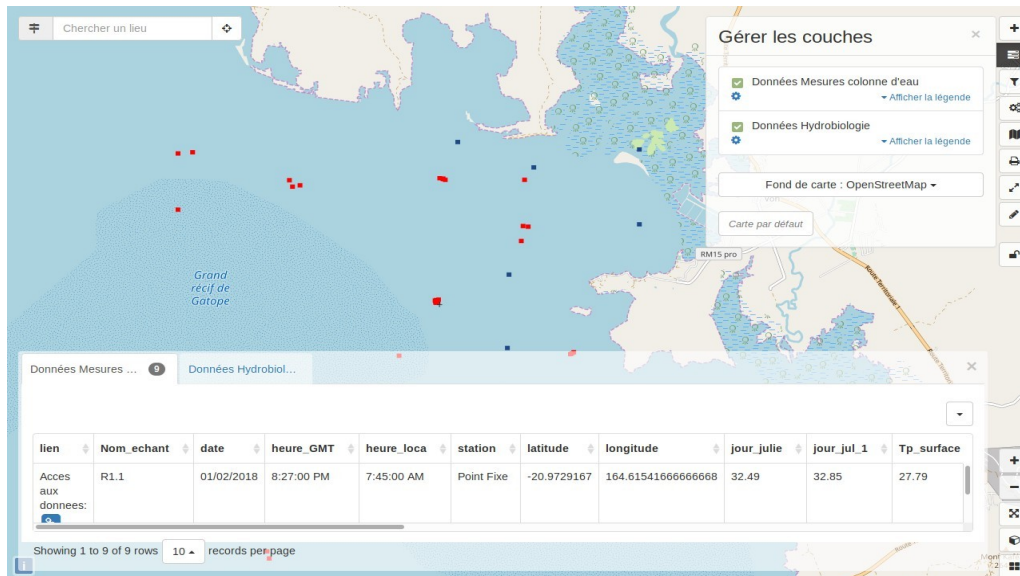 Chercher un lieu
Gérer les couches
×
Données Mesures colonne d'eau
Afficher la légende
Données Hydrobiologie
Afficher la légende
Fond de carte : OpenStreetMap
Carte par défaut
RM15 pro
Route Territoriale 1
Grand
récif de
Gatope
Données Mesures ... 9
Données Hydrobiol...
×
lien Nom_echant date heure_GMT heure_loca station latitude longitude jour_julie jour_jul_1 Tp_surface
Acces R1.1 01/02/2018 8:27:00 PM 7:45:00 AM Point Fixe -20.9729167 164.61541666666668 32.49 32.85 27.79
aux
donnees:
Showing 1 to 9 of 9 rows 10 records per page